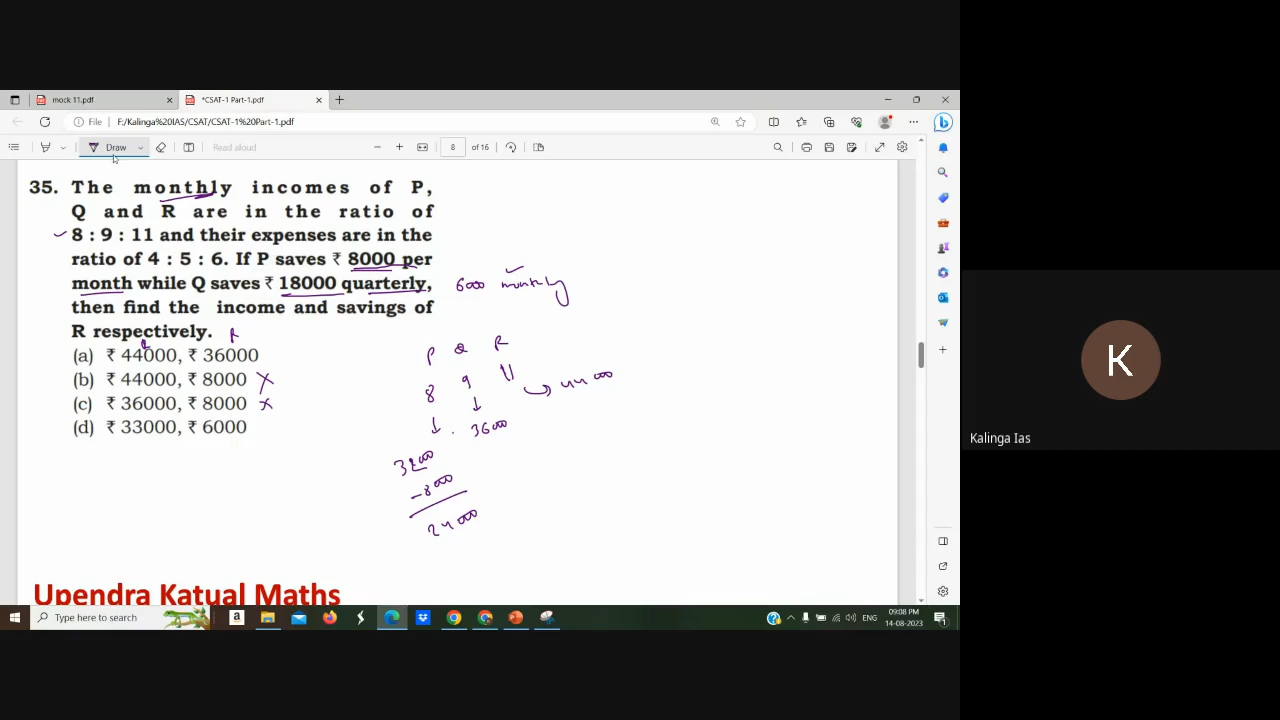 mock 11.pdf
*CSAT-1 Part-1.pdf
File
F:/Kalinga%20IAS/CSAT/CSAT-1%20Part-1.pdf
Draw
Read aloud
8
of 16
35. The monthly incomes of P,
Q and R are in the ratio of
8 : 9 : 11 and their expenses are in the
ratio of 4 : 5 : 6. If P saves ₹ 8000 per
month while Q saves ₹ 18000 quarterly,
then find the income and savings of
R respectively.
(a) ₹ 44000, ₹ 36000
(b) ₹ 44000, ₹ 8000
(c) ₹ 36000, ₹ 8000
(d) ₹ 33000, ₹ 6000
6000 monthly
R
P Q R
8 9 11
44000
36000
32000
-8000
24000
Upendra Katual Maths
K
Kalinga Ias
Type here to search
ENG
09:08 PM
14-08-2023